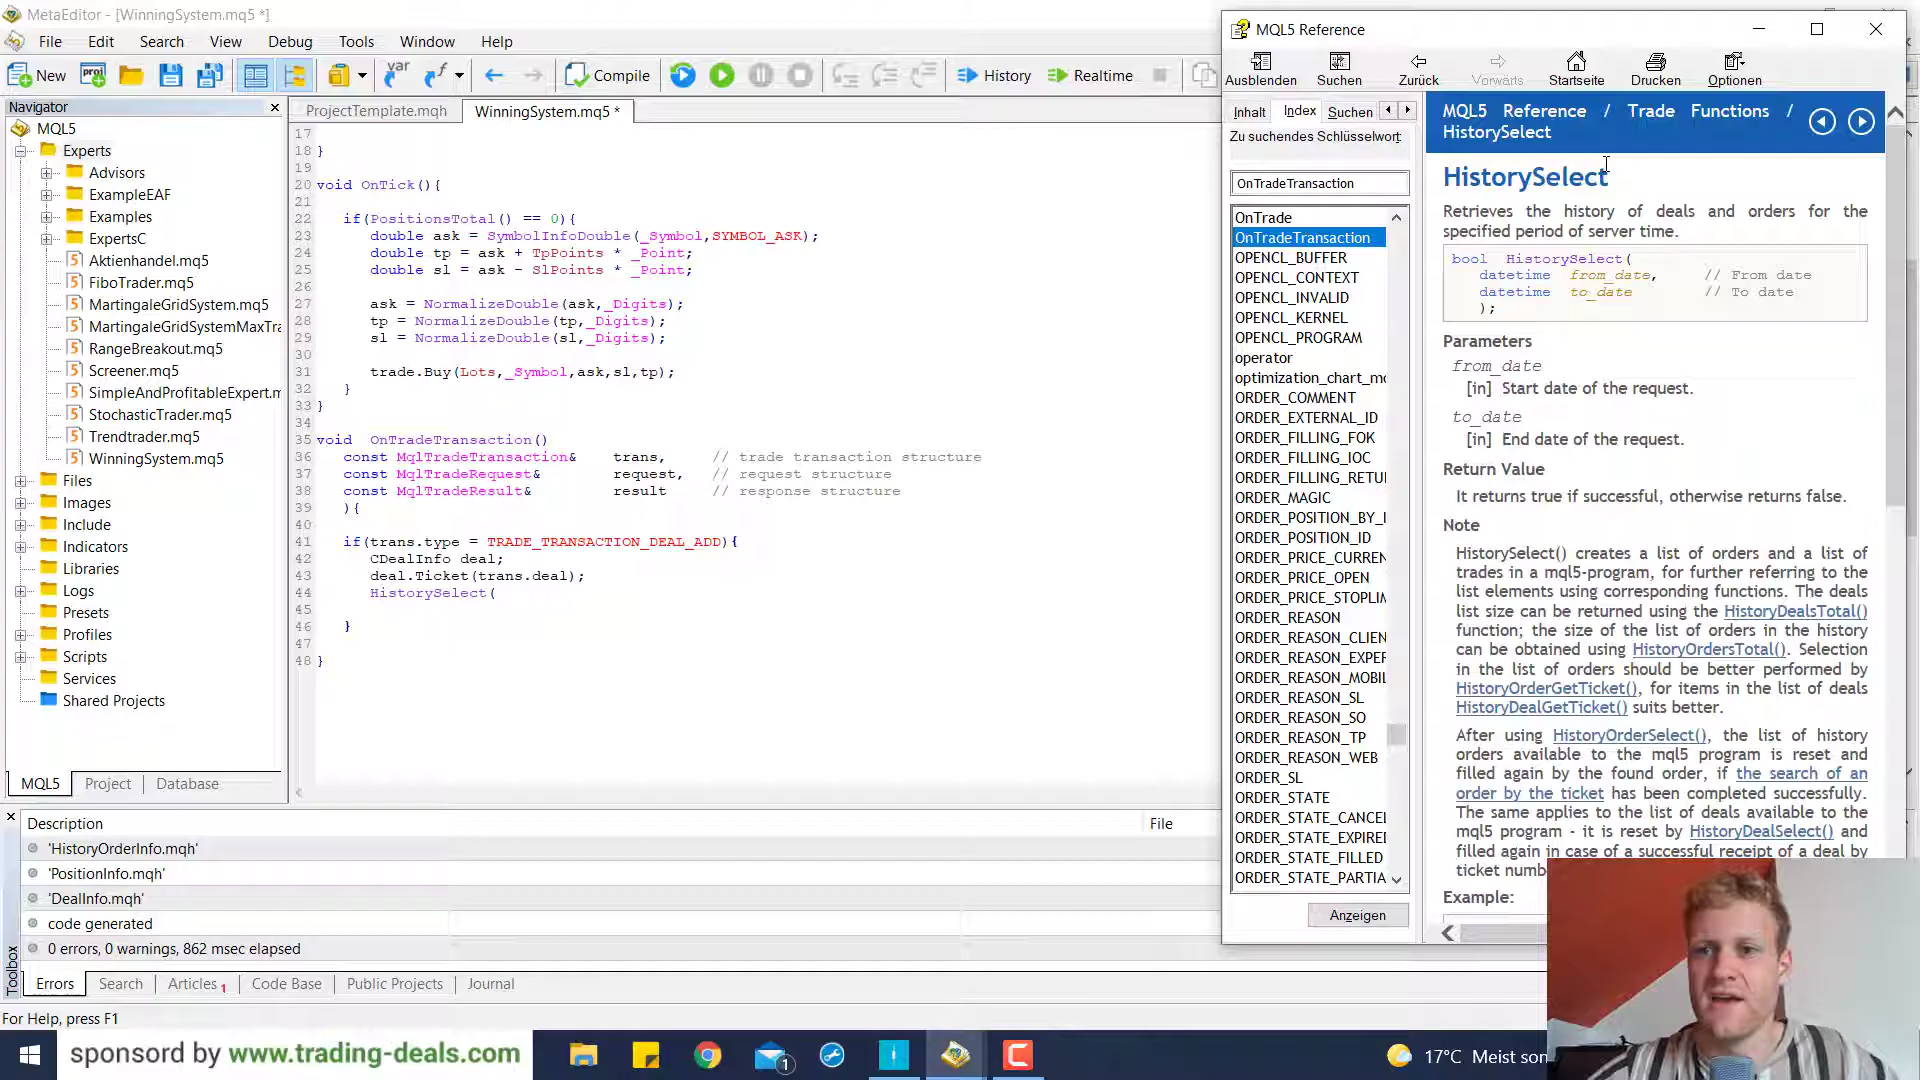 MetaEditor - [WinningSystem.mq5 *]
File Edit Search View Debug Tools Window Help
New Compile History Realtime
Navigator
MQL5
Experts
Advisors
ExampleEAF
Examples
ExpertsC
Aktienhandel.mq5
FiboTrader.mq5
MartingaleGridSystem.mq5
MartingaleGridSystemMaxTra
RangeBreakout.mq5
Screener.mq5
SimpleAndProfitableExpert.m
StochasticTrader.mq5
Trendtrader.mq5
WinningSystem.mq5
Files
Images
Include
Indicators
Libraries
Logs
Presets
Profiles
Scripts
Services
Shared Projects
MQL5 Project Database
ProjectTemplate.mqh WinningSystem.mq5 *
17
18 }
19
20 void OnTick(){
21
22 if(PositionsTotal() == 0){
23 double ask = SymbolInfoDouble(_Symbol,SYMBOL_ASK);
24 double tp = ask + TpPoints * _Point;
25 double sl = ask - SlPoints * _Point;
26
27 ask = NormalizeDouble(ask,_Digits);
28 tp = NormalizeDouble(tp,_Digits);
29 sl = NormalizeDouble(sl,_Digits);
30
31 trade.Buy(Lots,_Symbol,ask,sl,tp);
32 }
33 }
34
35 void OnTradeTransaction()
36 const MqlTradeTransaction& trans, // trade transaction structure
37 const MqlTradeRequest& request, // request structure
38 const MqlTradeResult& result // response structure
39 ){
40
41 if(trans.type = TRADE_TRANSACTION_DEAL_ADD){
42 CDealInfo deal;
43 deal.Ticket(trans.deal);
44 HistorySelect(
45
46 }
47
48 }
MQL5 Reference
Ausblenden Suchen Zurück Vorwärts Startseite Drucken Optionen
Inhalt Index Suchen
Zu suchendes Schlüsselwort:
OnTradeTransaction
OnTrade
OnTradeTransaction
OPENCL_BUFFER
OPENCL_CONTEXT
OPENCL_INVALID
OPENCL_KERNEL
OPENCL_PROGRAM
operator
optimization_chart_mo
ORDER_COMMENT
ORDER_EXTERNAL_ID
ORDER_FILLING_FOK
ORDER_FILLING_IOC
ORDER_FILLING_RETU
ORDER_MAGIC
ORDER_POSITION_BY_I
ORDER_POSITION_ID
ORDER_PRICE_CURREN
ORDER_PRICE_OPEN
ORDER_PRICE_STOPLIM
ORDER_REASON
ORDER_REASON_CLIEN
ORDER_REASON_EXPER
ORDER_REASON_MOBIL
ORDER_REASON_SL
ORDER_REASON_SO
ORDER_REASON_TP
ORDER_REASON_WEB
ORDER_SL
ORDER_STATE
ORDER_STATE_CANCEL
ORDER_STATE_EXPIRED
ORDER_STATE_FILLED
ORDER_STATE_PARTIA
Anzeigen
MQL5 Reference / Trade Functions /
HistorySelect
HistorySelect
Retrieves the history of deals and orders for the
specified period of server time.
bool HistorySelect(
datetime from_date, // From date
datetime to_date // To date
);
Parameters
from_date
[in] Start date of the request.
to_date
[in] End date of the request.
Return Value
It returns true if successful, otherwise returns false.
Note
HistorySelect() creates a list of orders and a list of
trades in a mql5-program, for further referring to the
list elements using corresponding functions. The deals
list size can be returned using the HistoryDealsTotal()
function; the size of the list of orders in the history
can be obtained using HistoryOrdersTotal(). Selection
in the list of orders should be better performed by
HistoryOrderGetTicket(), for items in the list of deals
HistoryDealGetTicket() suits better.
After using HistoryOrderSelect(), the list of history
orders available to the mql5 program is reset and
filled again by the found order, if the search of an
order by the ticket has been completed successfully.
The same applies to the list of deals available to the
mql5 program - it is reset by HistoryDealSelect() and
filled again in case of a successful receipt of a deal by
ticket numb
Example:
Description File
'HistoryOrderInfo.mqh'
'PositionInfo.mqh'
'DealInfo.mqh'
code generated
0 errors, 0 warnings, 862 msec elapsed
Toolbox
Errors Search Articles 1 Code Base Public Projects Journal
For Help, press F1
sponsord by www.trading-deals.com
1
17°C Meist son